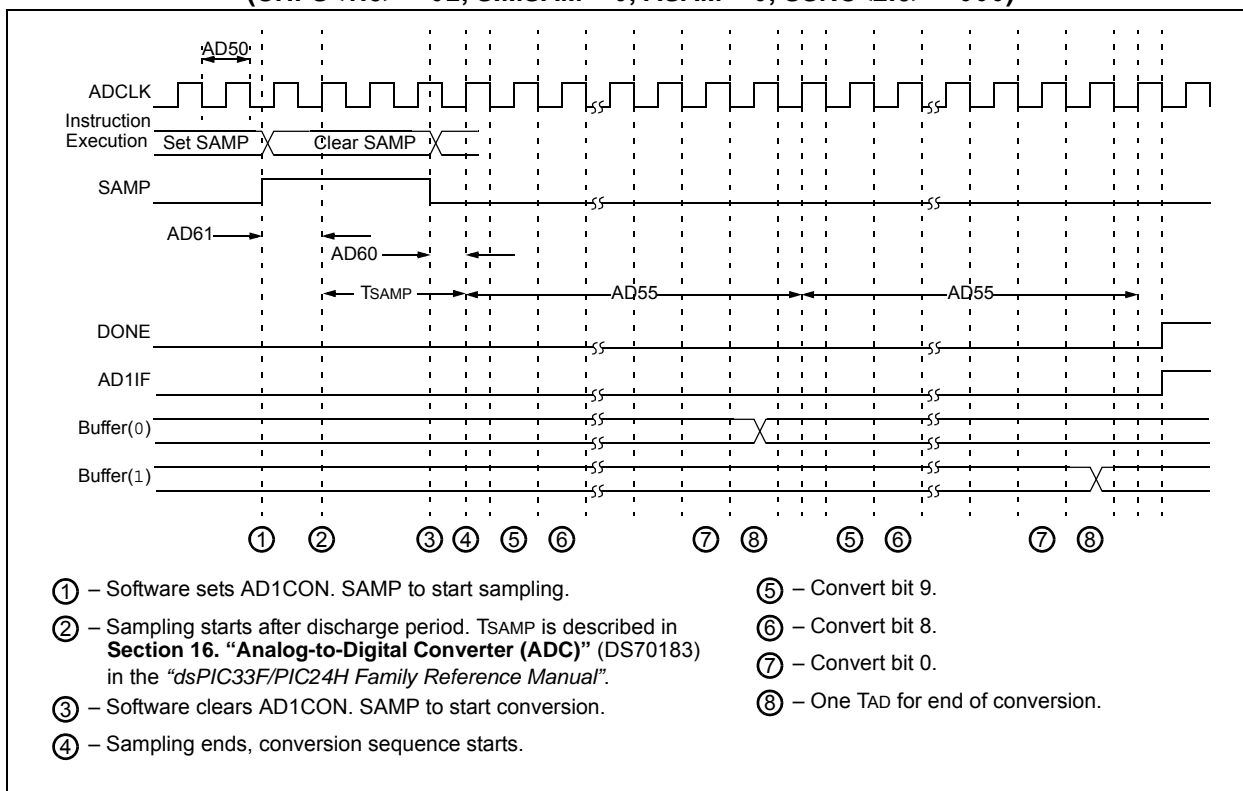 AD50
ADCLK
Instruction
Execution
Set SAMP
Clear SAMP
SAMP
AD61
AD60
TSAMP
AD55
AD55
DONE
AD1IF
Buffer(0)
Buffer(1)
1 2 3 4 5 6 7 8 5 6 7 8
1 – Software sets AD1CON. SAMP to start sampling.
2 – Sampling starts after discharge period. TSAMP is described in
Section 16. “Analog-to-Digital Converter (ADC)” (DS70183)
in the “dsPIC33F/PIC24H Family Reference Manual”.
3 – Software clears AD1CON. SAMP to start conversion.
4 – Sampling ends, conversion sequence starts.
5 – Convert bit 9.
6 – Convert bit 8.
7 – Convert bit 0.
8 – One TAD for end of conversion.